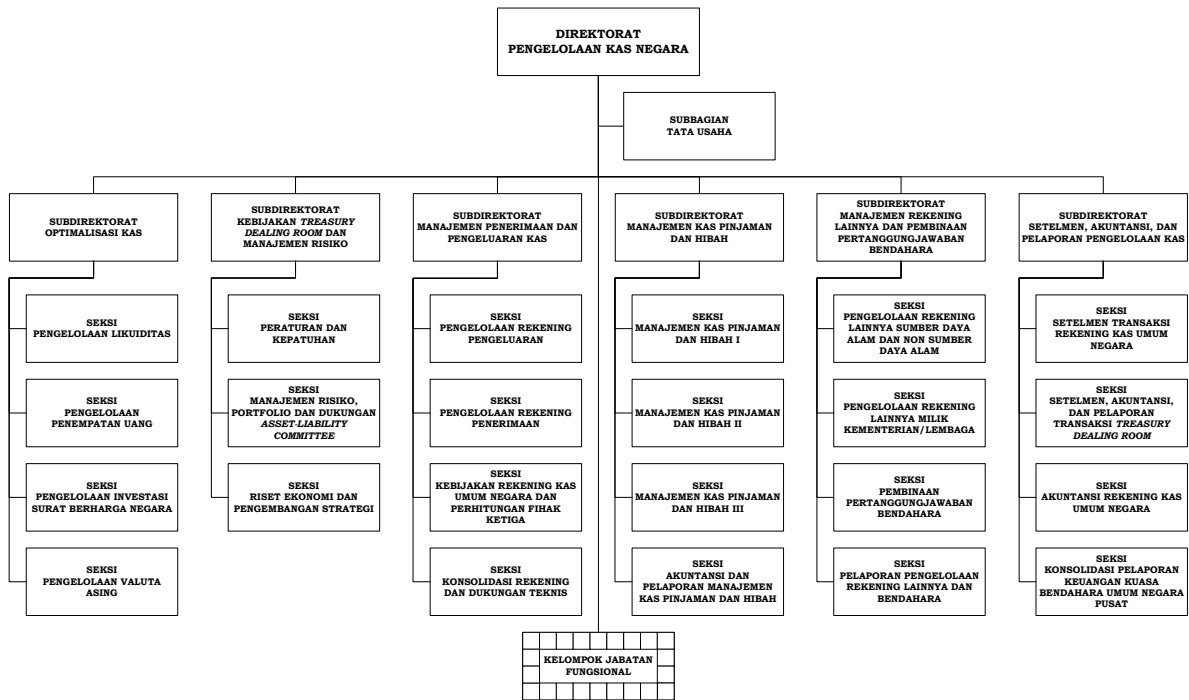 DIREKTORAT
PENGELOLAAN KAS NEGARA
SUBBAGIAN
TATA USAHA
SUBDIREKTORAT
OPTIMALISASI KAS
SUBDIREKTORAT
KEBIJAKAN TREASURY
DEALING ROOM DAN
MANAJEMEN RISIKO
SUBDIREKTORAT
MANAJEMEN PENERIMAAN DAN
PENGELUARAN KAS
SUBDIREKTORAT
MANAJEMEN KAS PINJAMAN
DAN HIBAH
SUBDIREKTORAT
MANAJEMEN REKENING
LAINNYA DAN PEMBINAAN
PERTANGGUNGJAWABAN
BENDAHARA
SUBDIREKTORAT
SETELMEN, AKUNTANSI, DAN
PELAPORAN PENGELOLAAN KAS
SEKSI
PENGELOLAAN LIKUIDITAS
SEKSI
PERATURAN DAN
KEPATUHAN
SEKSI
PENGELOLAAN REKENING
PENGELUARAN
SEKSI
MANAJEMEN KAS PINJAMAN
DAN HIBAH I
SEKSI
PENGELOLAAN REKENING
LAINNYA SUMBER DAYA
ALAM DAN NON SUMBER
DAYA ALAM
SEKSI
SETELMEN TRANSAKSI
REKENING KAS UMUM
NEGARA
SEKSI
PENGELOLAAN
PENEMPATAN UANG
SEKSI
MANAJEMEN RISIKO,
PORTFOLIO DAN DUKUNGAN
ASSET-LIABILITY
COMMITTEE
SEKSI
PENGELOLAAN REKENING
PENERIMAAN
SEKSI
MANAJEMEN KAS PINJAMAN
DAN HIBAH II
SEKSI
PENGELOLAAN REKENING
LAINNYA MILIK
KEMENTERIAN/LEMBAGA
SEKSI
SETELMEN, AKUNTANSI,
DAN PELAPORAN
TRANSAKSI TREASURY
DEALING ROOM
SEKSI
PENGELOLAAN INVESTASI
SURAT BERHARGA NEGARA
SEKSI
RISET EKONOMI DAN
PENGEMBANGAN STRATEGI
SEKSI
KEBIJAKAN REKENING KAS
UMUM NEGARA DAN
PERHITUNGAN FIHAK
KETIGA
SEKSI
MANAJEMEN KAS PINJAMAN
DAN HIBAH III
SEKSI
PEMBINAAN
PERTANGGUNGJAWABAN
BENDAHARA
SEKSI
AKUNTANSI REKENING KAS
UMUM NEGARA
SEKSI
PENGELOLAAN VALUTA
ASING
SEKSI
KONSOLIDASI REKENING
DAN DUKUNGAN TEKNIS
SEKSI
AKUNTANSI DAN
PELAPORAN MANAJEMEN
KAS PINJAMAN DAN HIBAH
SEKSI
PELAPORAN PENGELOLAAN
REKENING LAINNYA DAN
BENDAHARA
SEKSI
KONSOLIDASI PELAPORAN
KEUANGAN KUASA
BENDAHARA UMUM NEGARA
PUSAT
KELOMPOK JABATAN
FUNGSIONAL